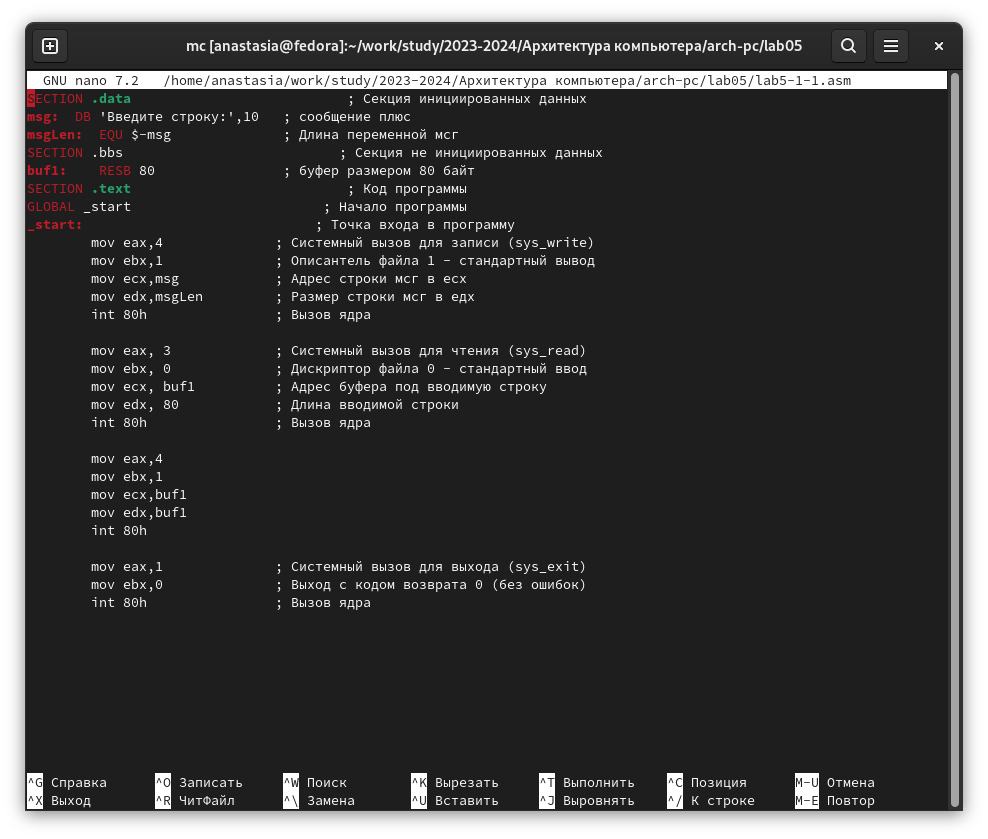 mc [anastasia@fedora]:~/work/study/2023-2024/Архитектура компьютера/arch-pc/lab05
GNU nano 7.2 /home/anastasia/work/study/2023-2024/Архитектура компьютера/arch-pc/lab05/lab5-1-1.asm
SECTION .data ; Секция инициированных данных
msg: DB 'Введите строку:',10 ; сообщение плюс
msgLen: EQU $-msg ; Длина переменной мсг
SECTION .bbs ; Секция не инициированных данных
buf1: RESB 80 ; буфер размером 80 байт
SECTION .text ; Код программы
GLOBAL _start ; Начало программы
_start: ; Точка входа в программу
mov eax,4 ; Системный вызов для записи (sys_write)
mov ebx,1 ; Описантель файла 1 - стандартный вывод
mov ecx,msg ; Адрес строки мсг в есх
mov edx,msgLen ; Размер строки мсг в едх
int 80h ; Вызов ядра
mov eax, 3 ; Системный вызов для чтения (sys_read)
mov ebx, 0 ; Дискриптор файла 0 - стандартный ввод
mov ecx, buf1 ; Адрес буфера под вводимую строку
mov edx, 80 ; Длина вводимой строки
int 80h ; Вызов ядра
mov eax,4
mov ebx,1
mov ecx,buf1
mov edx,buf1
int 80h
mov eax,1 ; Системный вызов для выхода (sys_exit)
mov ebx,0 ; Выход с кодом возврата 0 (без ошибок)
int 80h ; Вызов ядра
^G Справка ^O Записать ^W Поиск ^K Вырезать ^T Выполнить ^C Позиция M-U Отмена
^X Выход ^R ЧитФайл ^\ Замена ^U Вставить ^J Выровнять ^/ К строке M-E Повтор